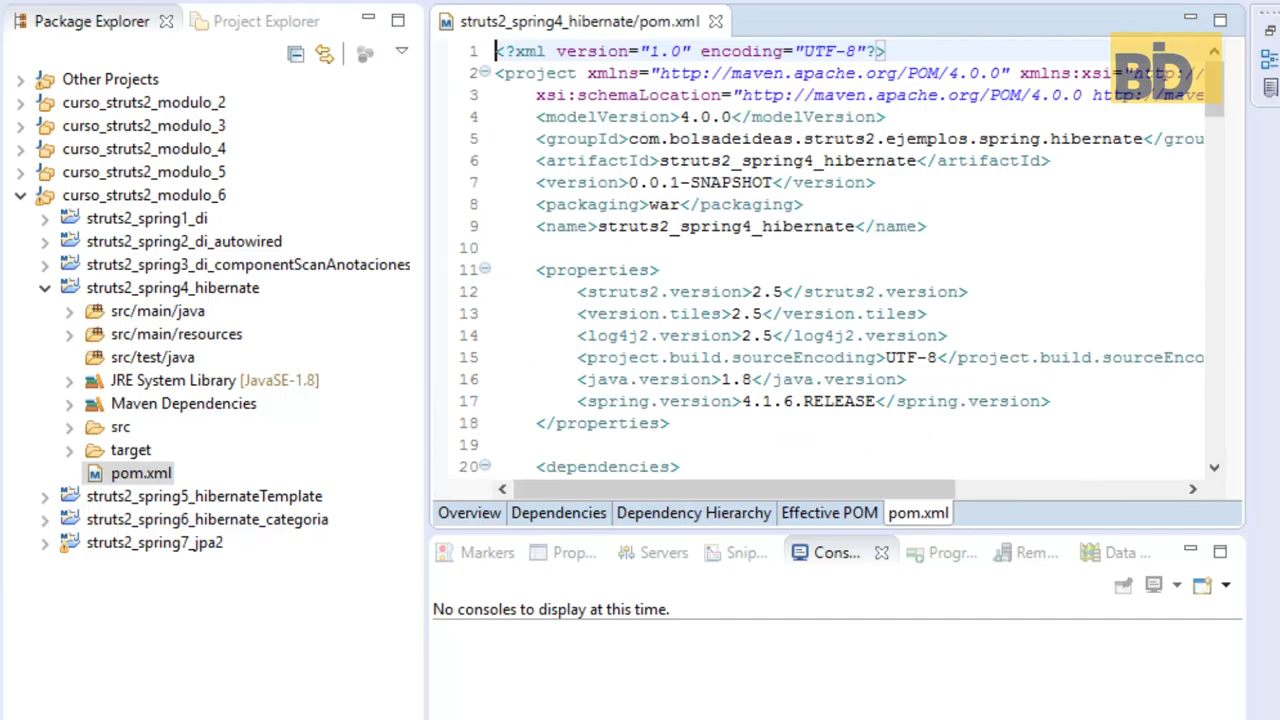 Package Explorer
Project Explorer
Other Projects
curso_struts2_modulo_2
curso_struts2_modulo_3
curso_struts2_modulo_4
curso_struts2_modulo_5
curso_struts2_modulo_6
struts2_spring1_di
struts2_spring2_di_autowired
struts2_spring3_di_componentScanAnotaciones
struts2_spring4_hibernate
src/main/java
src/main/resources
src/test/java
JRE System Library [JavaSE-1.8]
Maven Dependencies
src
target
pom.xml
struts2_spring5_hibernateTemplate
struts2_spring6_hibernate_categoria
struts2_spring7_jpa2
struts2_spring4_hibernate/pom.xml
1 <?xml version="1.0" encoding="UTF-8"?>
2 <project xmlns="http://maven.apache.org/POM/4.0.0" xmlns:xsi="http:/
3 xsi:schemaLocation="http://maven.apache.org/POM/4.0.0 http://mave
4 <modelVersion>4.0.0</modelVersion>
5 <groupId>com.bolsadeideas.struts2.ejemplos.spring.hibernate</grou
6 <artifactId>struts2_spring4_hibernate</artifactId>
7 <version>0.0.1-SNAPSHOT</version>
8 <packaging>war</packaging>
9 <name>struts2_spring4_hibernate</name>
10
11 <properties>
12 <struts2.version>2.5</struts2.version>
13 <version.tiles>2.5</version.tiles>
14 <log4j2.version>2.5</log4j2.version>
15 <project.build.sourceEncoding>UTF-8</project.build.sourceEnco
16 <java.version>1.8</java.version>
17 <spring.version>4.1.6.RELEASE</spring.version>
18 </properties>
19
20 <dependencies>
BDI
Overview
Dependencies
Dependency Hierarchy
Effective POM
pom.xml
Markers
Prop...
Servers
Snip...
Cons...
Progr...
Rem...
Data ...
No consoles to display at this time.